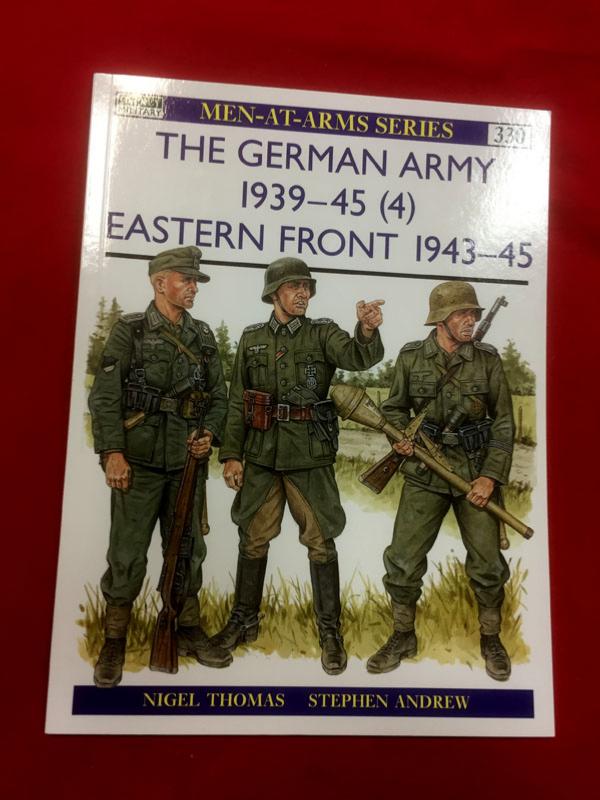 MILITARY
MEN-AT-ARMS SERIES
330
THE GERMAN ARMY
1939–45 (4)
EASTERN FRONT 1943–45
NIGEL THOMAS STEPHEN ANDREW